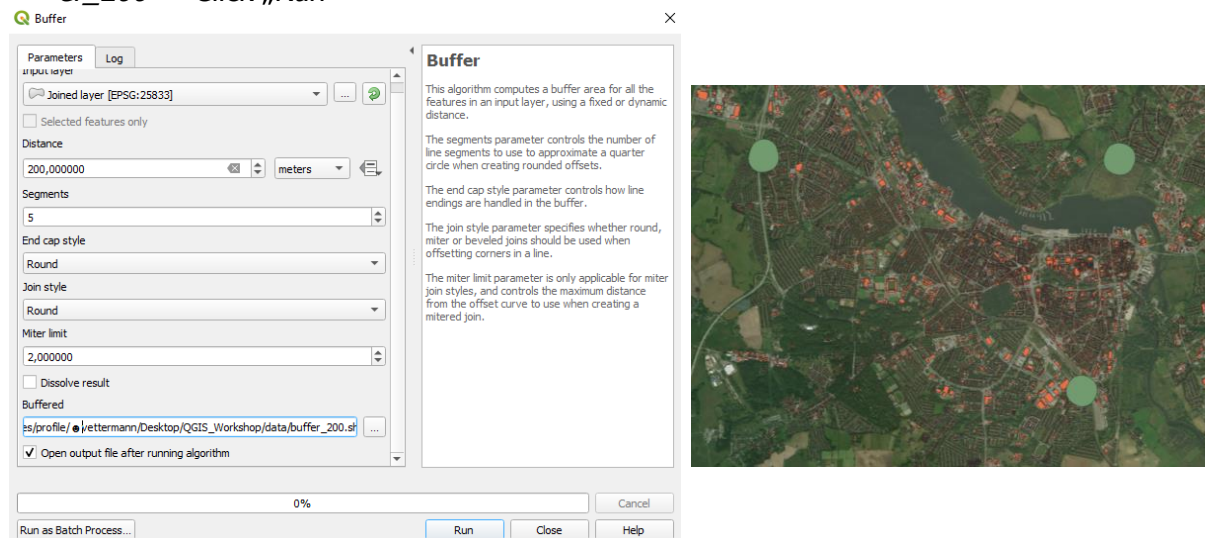 Buffer
Parameters
Log
Input layer
Joined layer [EPSG:25833]
...
Selected features only
Distance
200,000000
meters
Segments
5
End cap style
Round
Join style
Round
Miter limit
2,000000
Dissolve result
Buffered
vettermann/Desktop/QGIS_Workshop/data/buffer_200.sh
...
Open output file after running algorithm
Buffer
This algorithm computes a buffer area for all the
features in an input layer, using a fixed or dynamic
distance.
The segments parameter controls the number of
line segments to use to approximate a quarter
circle when creating rounded offsets.
The end cap style parameter controls how line
endings are handled in the buffer.
The join style parameter specifies whether round,
miter or beveled joins should be used when
offsetting corners in a line.
The miter limit parameter is only applicable for miter
join styles, and controls the maximum distance
from the offset curve to use when creating a
mitered join.
0%
Cancel
Run as Batch Process...
Run
Close
Help